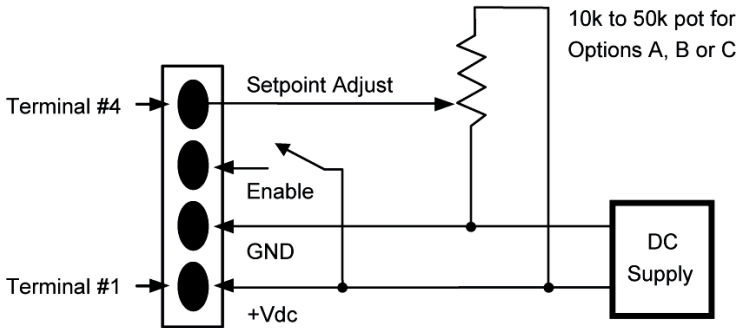 10k to 50k pot for
Options A, B or C
Setpoint Adjust
Terminal #4
Enable
GND
DC
Supply
Terminal #1
+Vdc